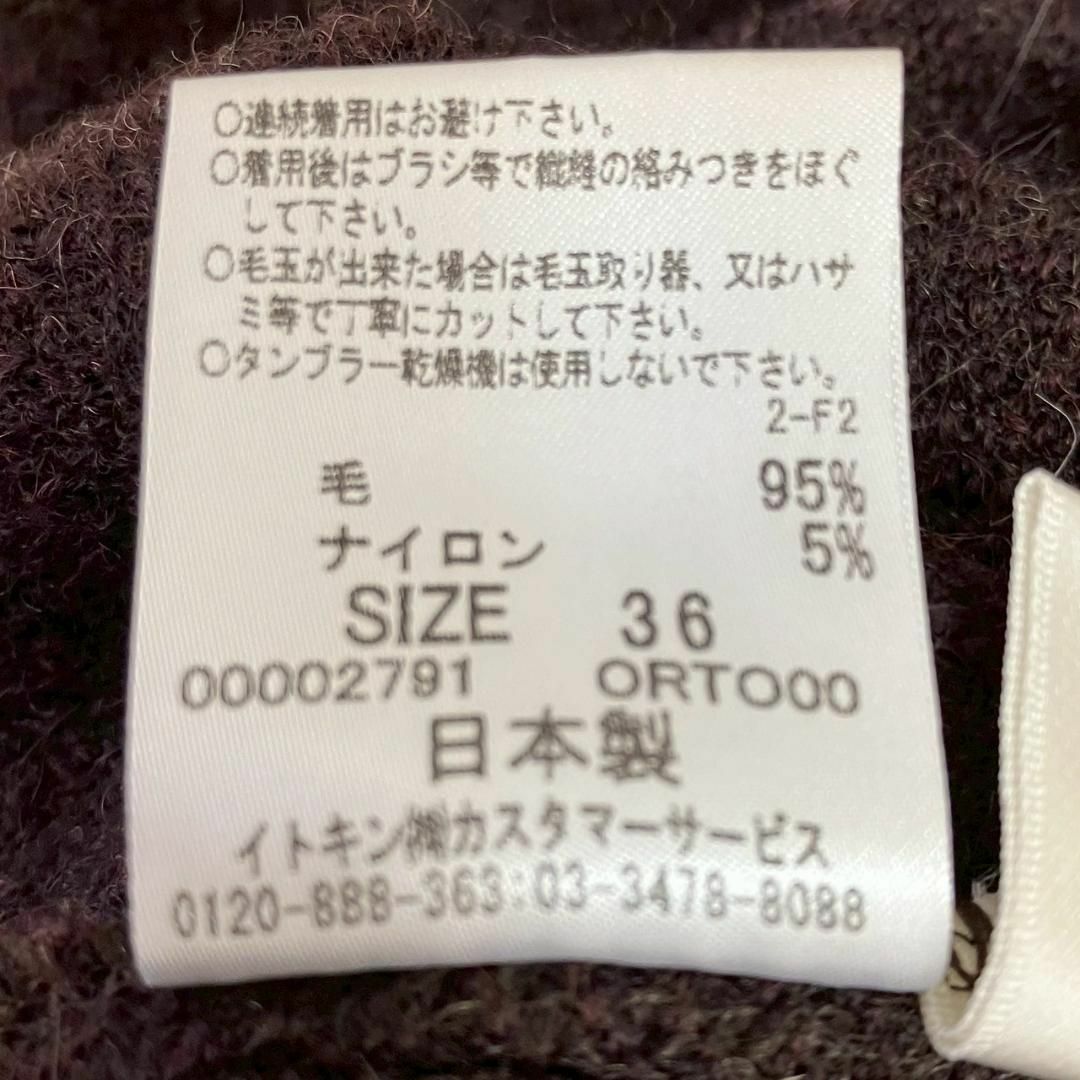 ○連続着用はお避け下さい。
○着用後はブラシ等で繊維の絡みつきをほぐ
して下さい。
○毛玉が出来た場合は毛玉取り器、又はハサ
ミ等で丁寧にカットして下さい。
○タンブラー乾燥機は使用しないで下さい。
2-F2
毛 95%
ナイロン 5%
SIZE 36
00002791 ORTO00
日本製
イトキン㈱カスタマーサービス
0120-888-363:03-3478-8088